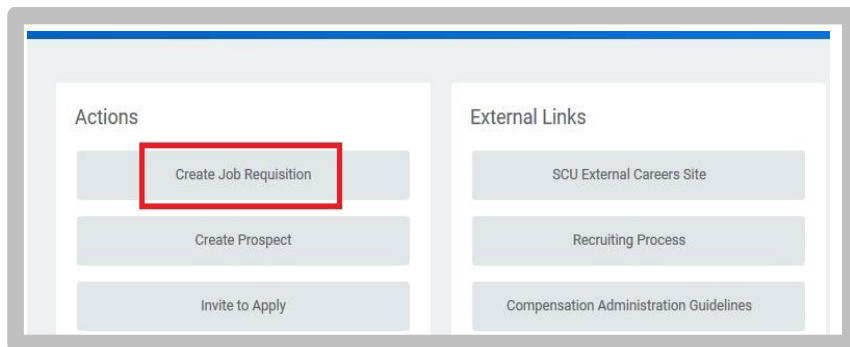 Actions
Create Job Requisition
Create Prospect
Invite to Apply
External Links
SCU External Careers Site
Recruiting Process
Compensation Administration Guidelines